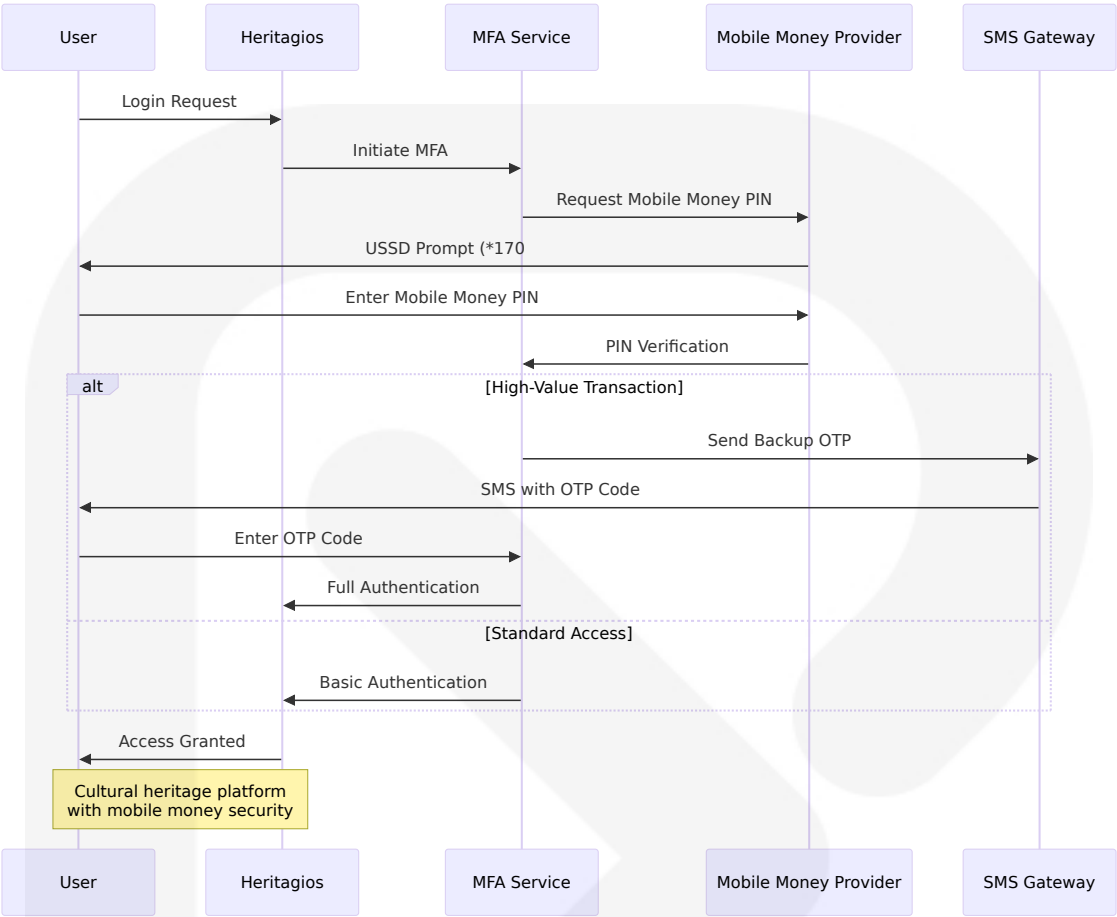 User
Heritagios
MFA Service
Mobile Money Provider
SMS Gateway
Login Request
Initiate MFA
Request Mobile Money PIN
USSD Prompt (*170
Enter Mobile Money PIN
PIN Verification
alt
[High-Value Transaction]
Send Backup OTP
SMS with OTP Code
Enter OTP Code
Full Authentication
[Standard Access]
Basic Authentication
Access Granted
Cultural heritage platform
with mobile money security
User
Heritagios
MFA Service
Mobile Money Provider
SMS Gateway